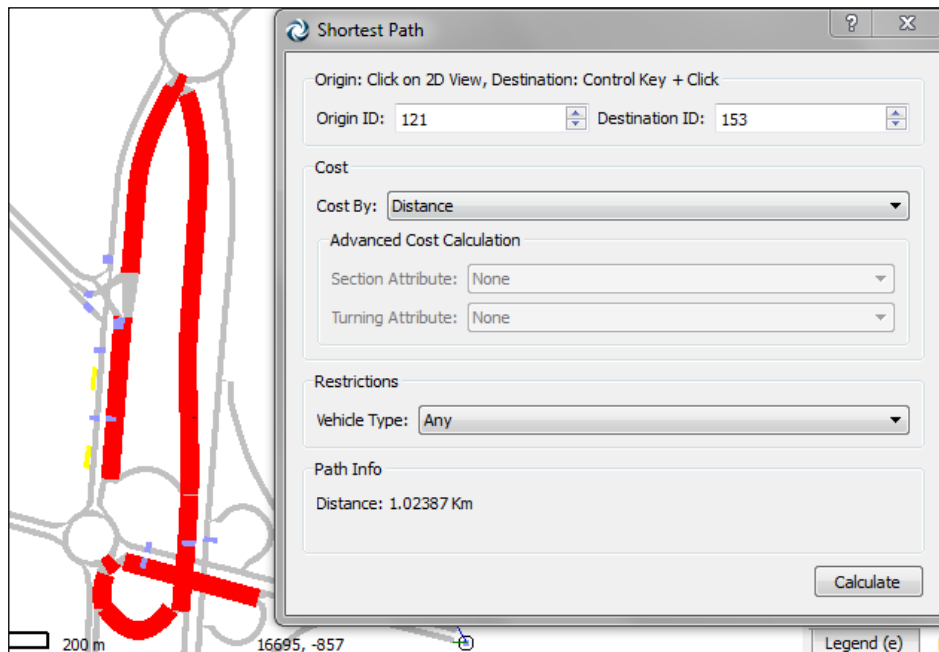 Shortest Path
?
Origin: Click on 2D View, Destination: Control Key + Click
Origin ID: 121 Destination ID: 153
Cost
Cost By: Distance
Advanced Cost Calculation
Section Attribute: None
Turning Attribute: None
Restrictions
Vehicle Type: Any
Path Info
Distance: 1.02387 Km
Calculate
200 m 16695, -857 Legend (e)